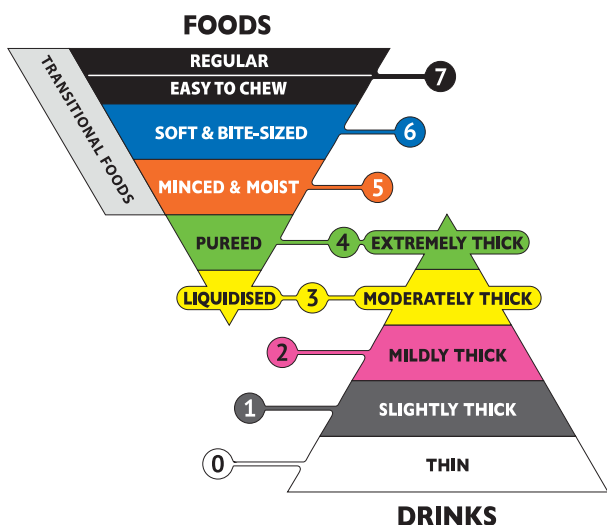 FOODS
REGULAR
EASY TO CHEW
7
TRANSITIONAL FOODS
SOFT & BITE-SIZED
6
MINCED & MOIST
5
PUREED
4
EXTREMELY THICK
LIQUIDISED
3
MODERATELY THICK
2
MILDLY THICK
1
SLIGHTLY THICK
0
THIN
DRINKS